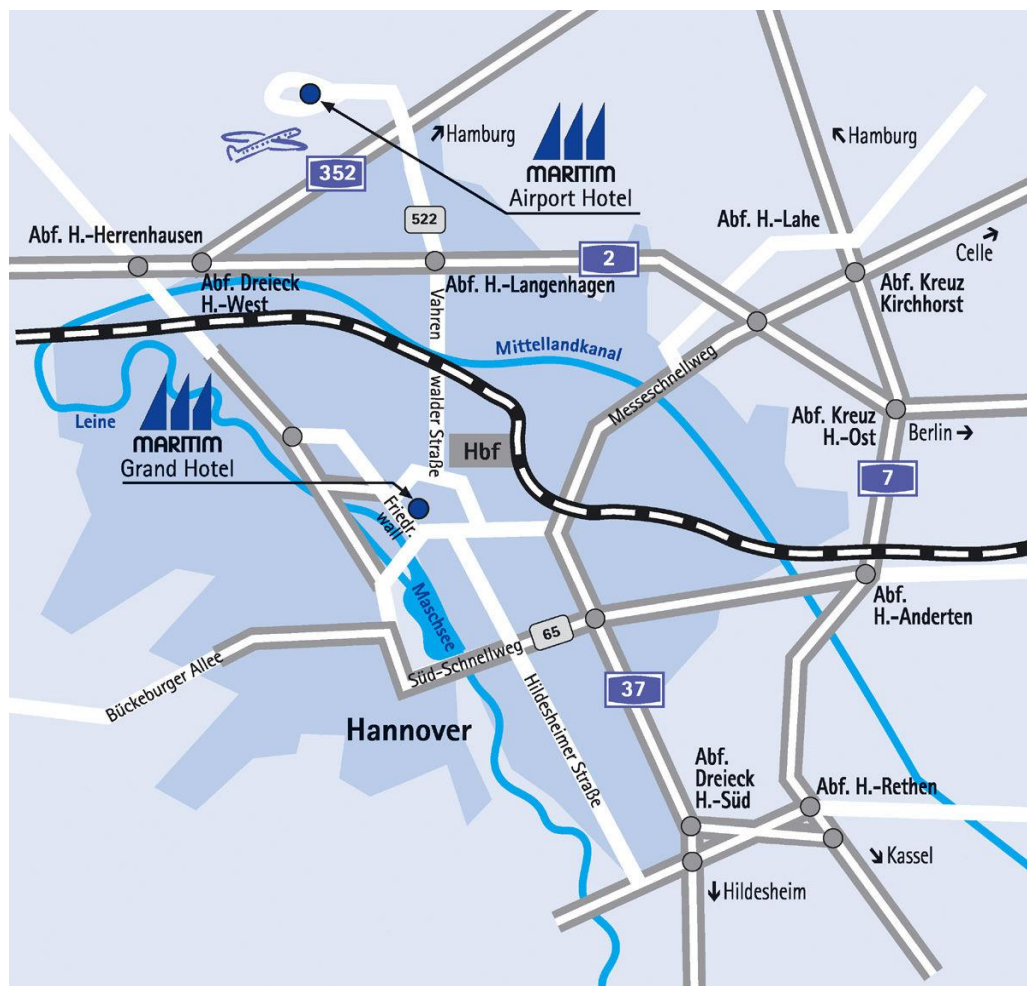 Hamburg
MARITIM
Airport Hotel
Hamburg
352
522
Abf. H.-Lahe
Abf. H.-Herrenhausen
Celle
2
Abf. Dreieck
H.-West
Abf. H.-Langenhagen
Abf. Kreuz
Kirchhorst
Vahren
walder Straße
Mittellandkanal
Messeschnellweg
Leine
MARITIM
Grand Hotel
Hbf
Abf. Kreuz
H.-Ost
Berlin
7
Friedr.
wall
Maschsee
Abf.
H.-Anderten
65
Süd-Schnellweg
Bückeburger Allee
37
Hannover
Hildesheimer Straße
Abf.
Dreieck
H.-Süd
Abf. H.-Rethen
Kassel
Hildesheim